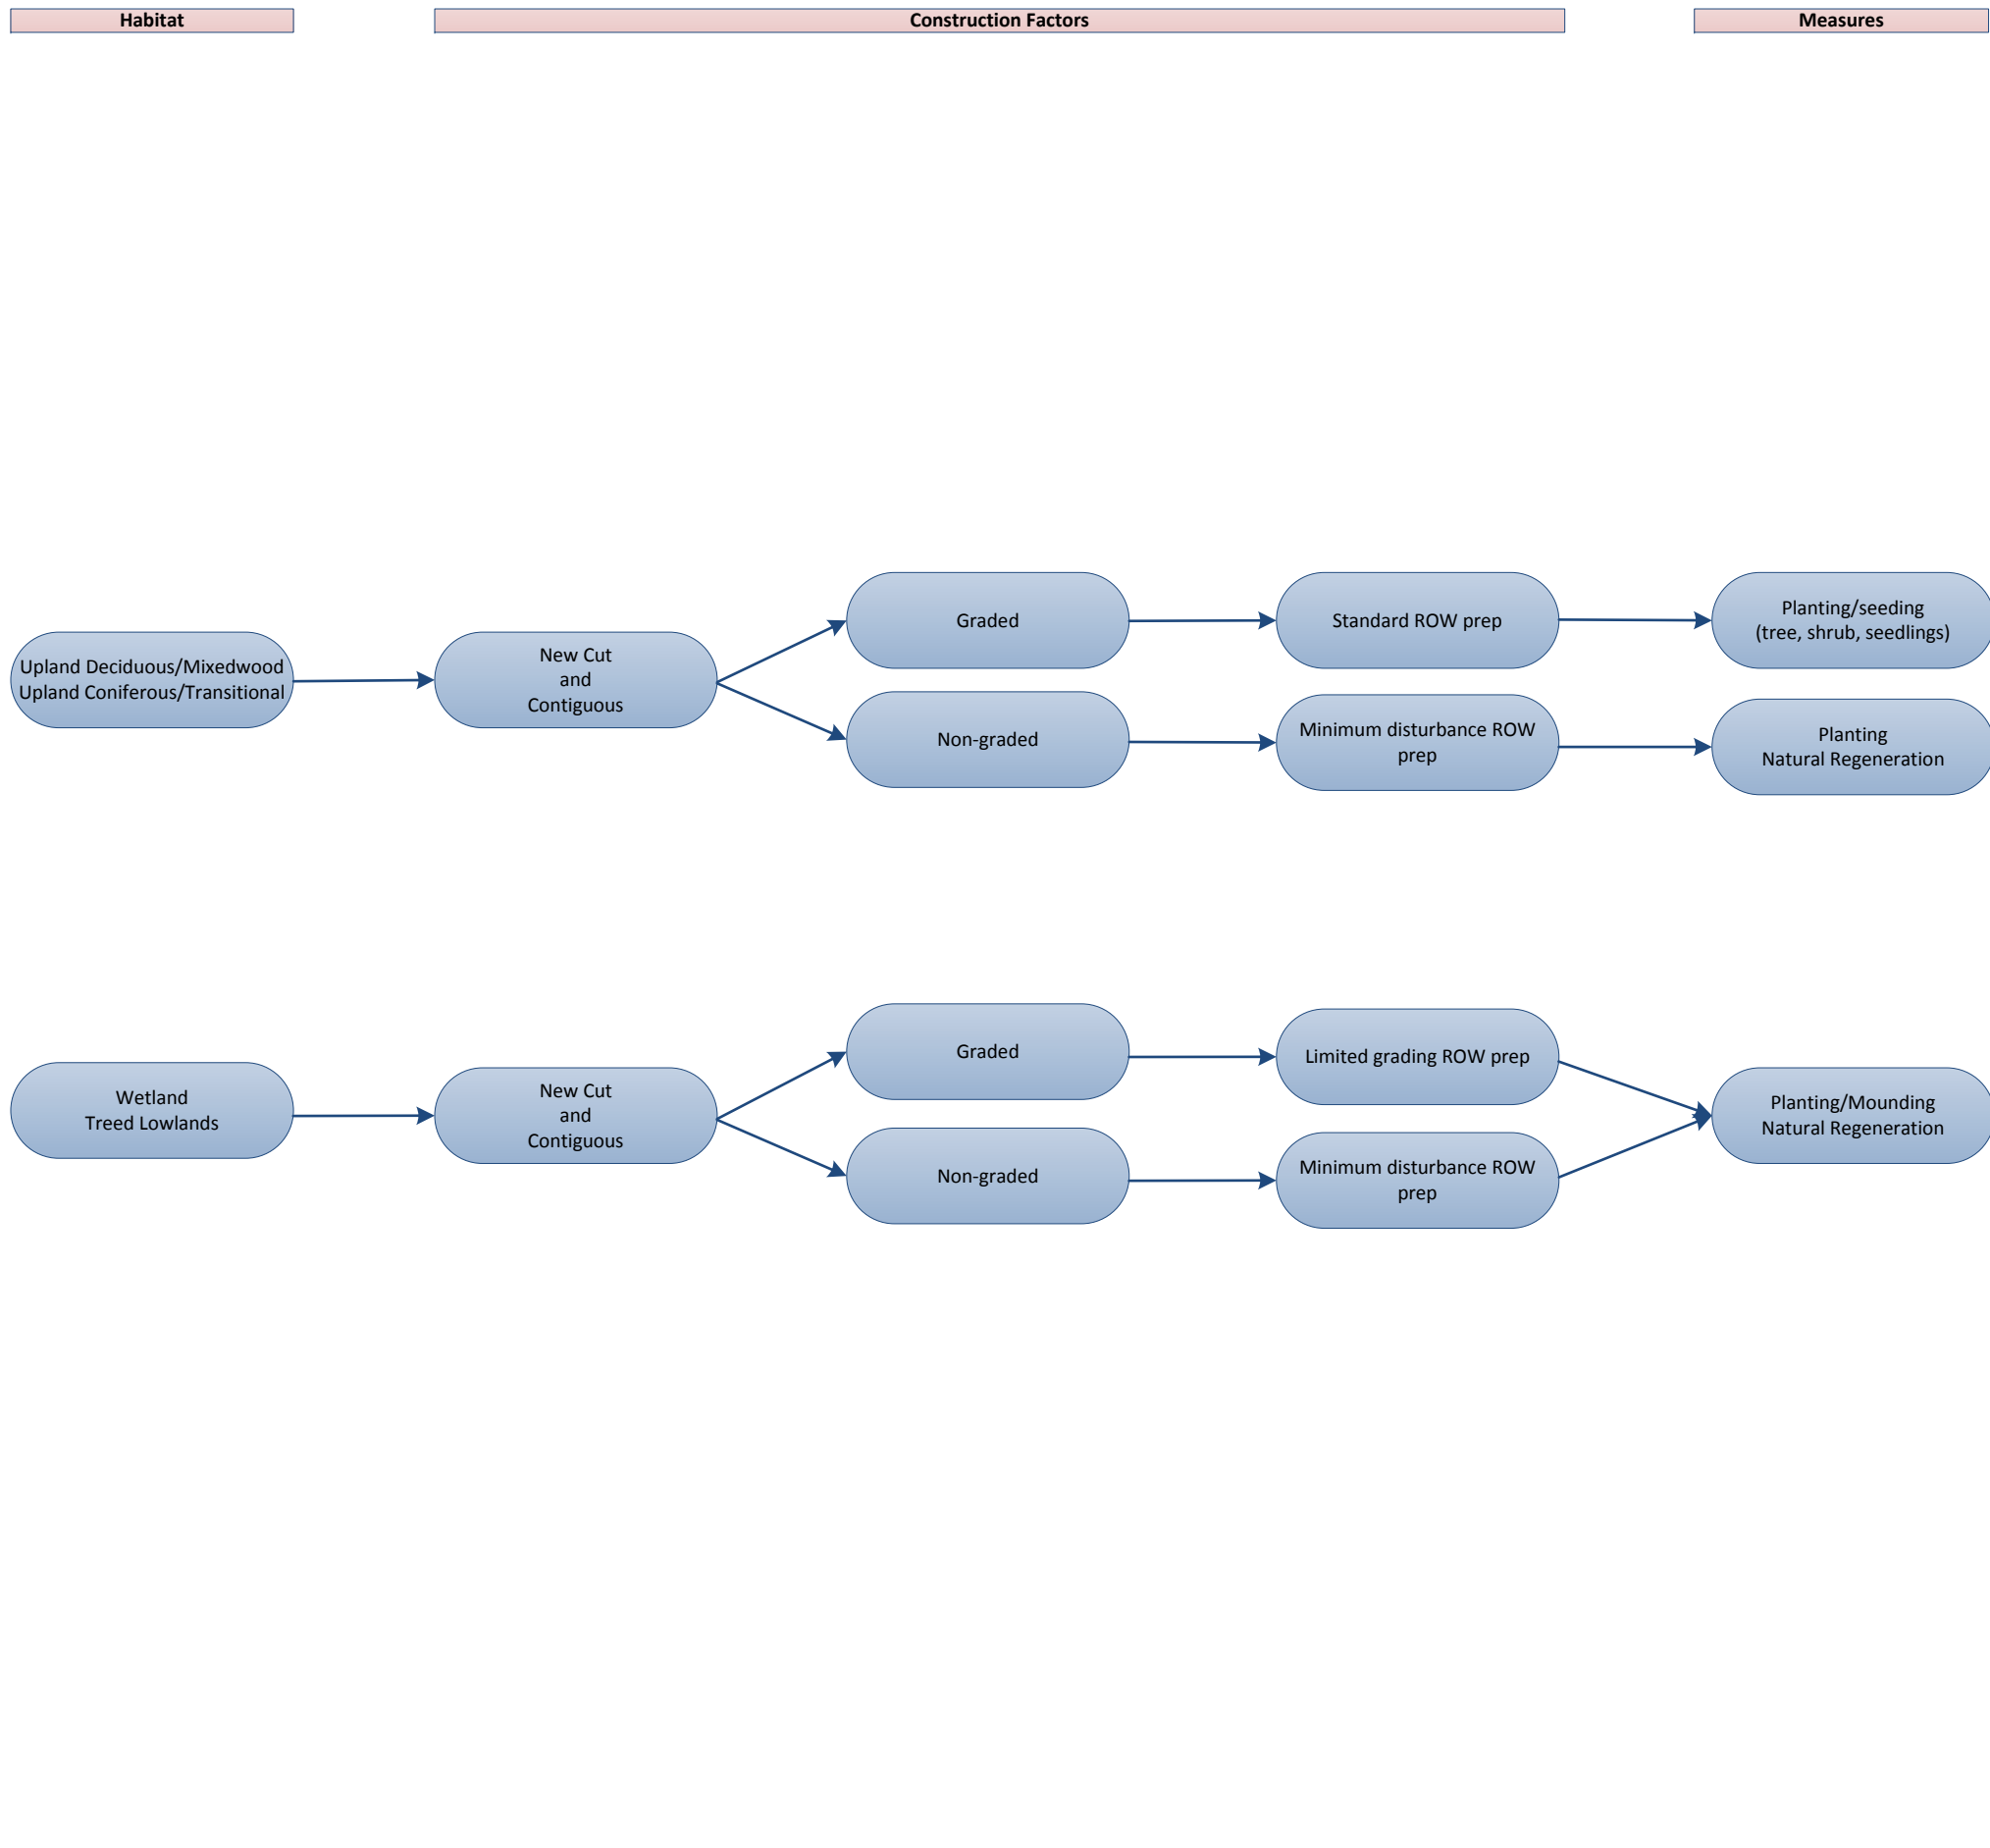 Habitat
Construction Factors
Measures
Upland Deciduous/Mixedwood
Upland Coniferous/Transitional
New Cut
and
Contiguous
Graded
Standard ROW prep
Planting/seeding
(tree, shrub, seedlings)
Non-graded
Minimum disturbance ROW
prep
Planting
Natural Regeneration
Wetland
Treed Lowlands
New Cut
and
Contiguous
Graded
Limited grading ROW prep
Non-graded
Minimum disturbance ROW
prep
Planting/Mounding
Natural Regeneration